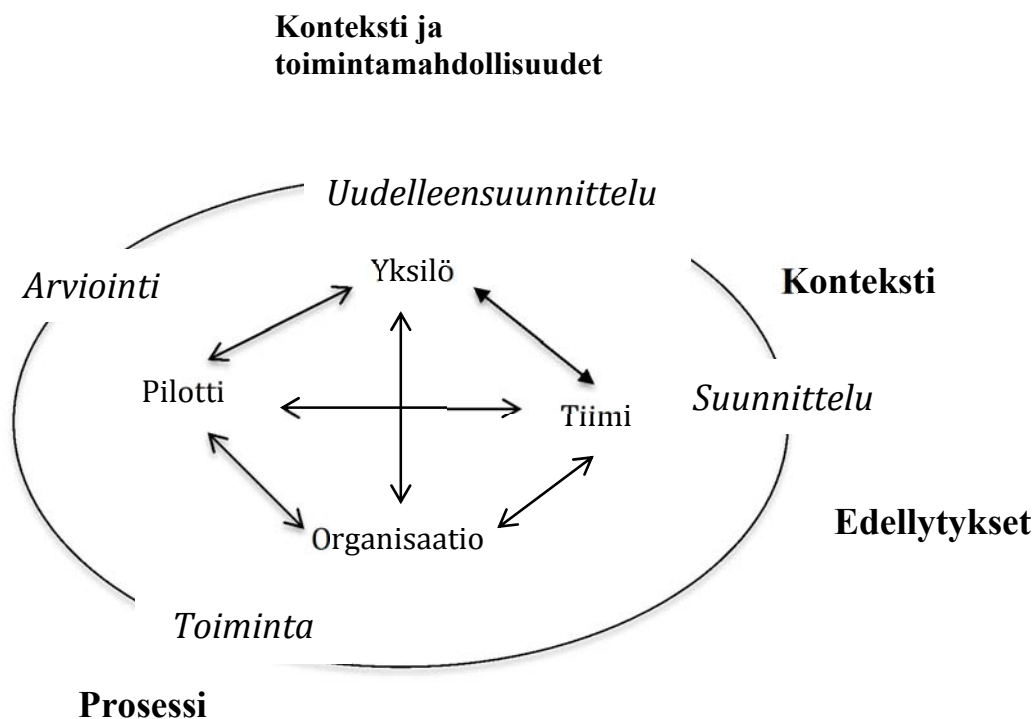 Konteksti ja
toimintamahdollisuudet
Uudelleensuunnittelu
Arviointi
Yksilö
Konteksti
Pilotti
Tiimi
Suunnittelu
Organisaatio
Edellytykset
Toiminta
Prosessi